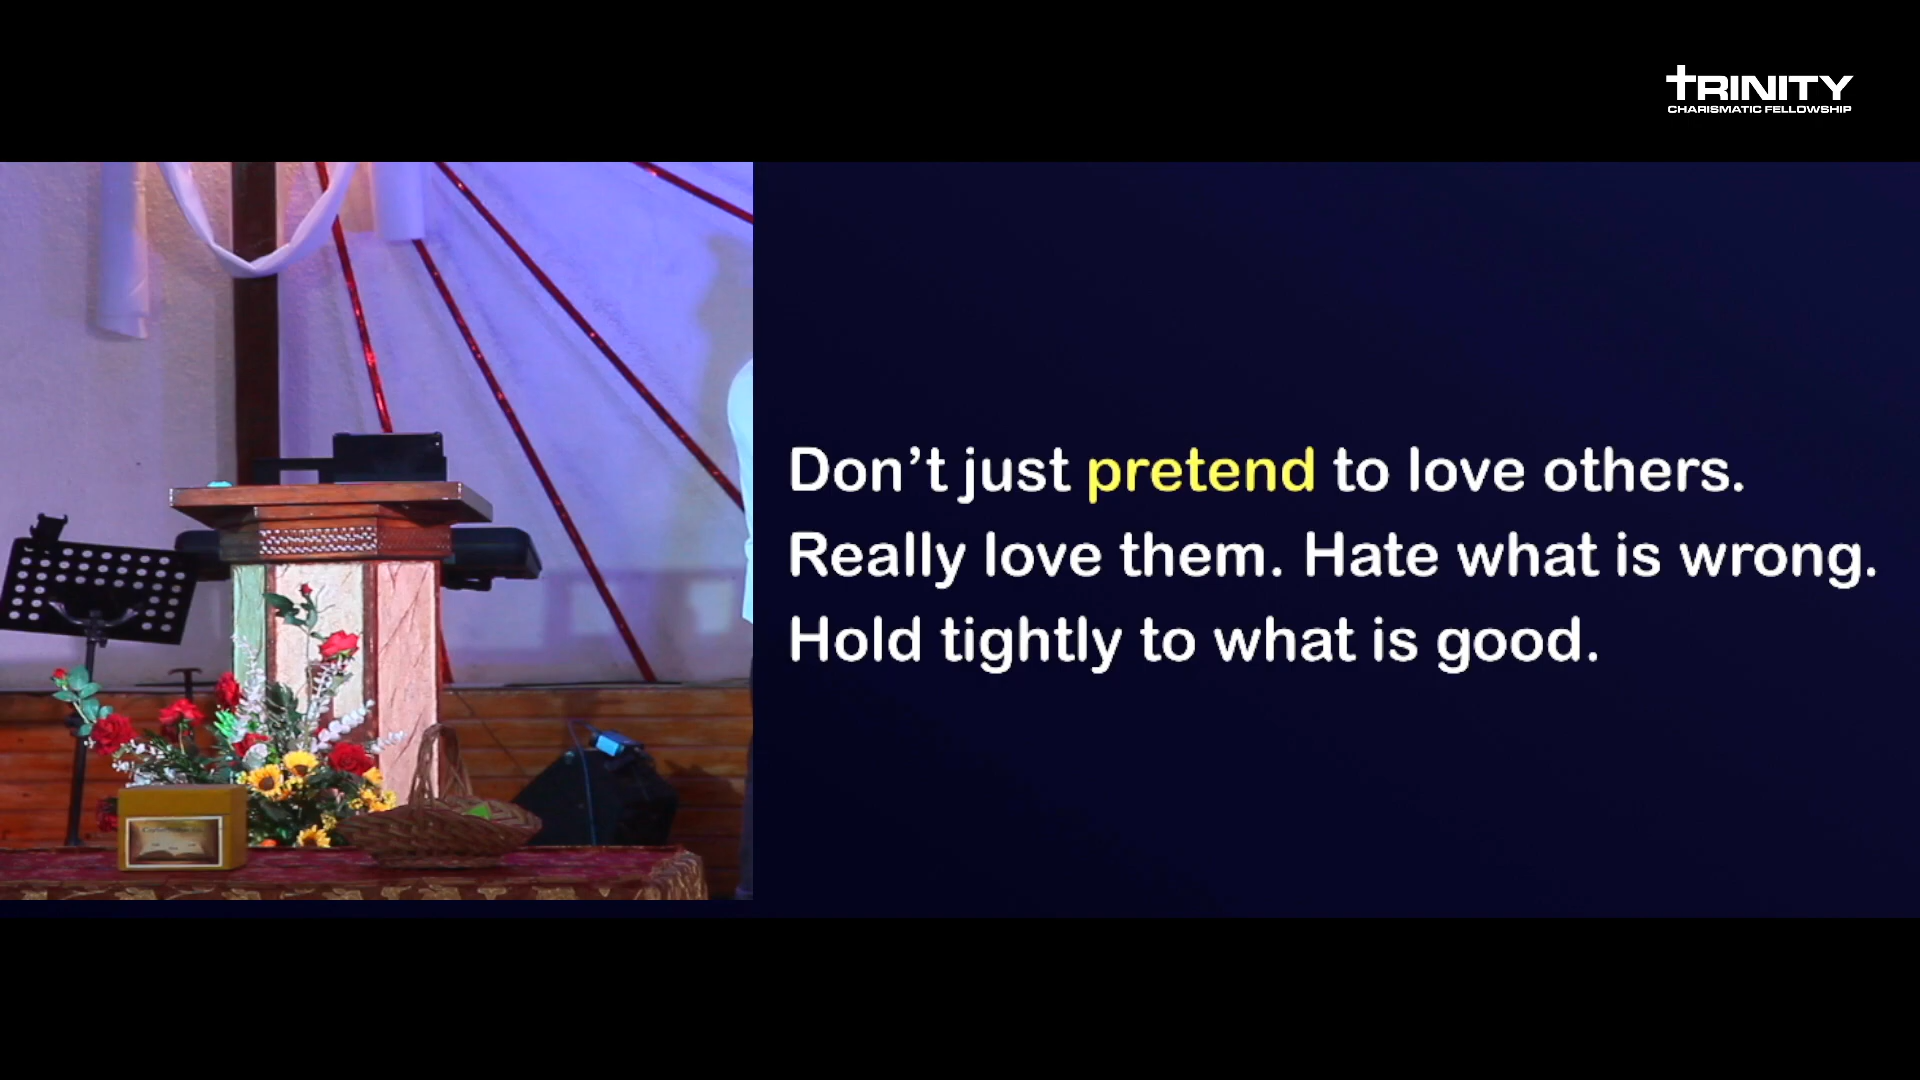 TRINITY
CHARISMATIC FELLOWSHIP
Don't just pretend to love others.
Really love them. Hate what is wrong.
Hold tightly to what is good.